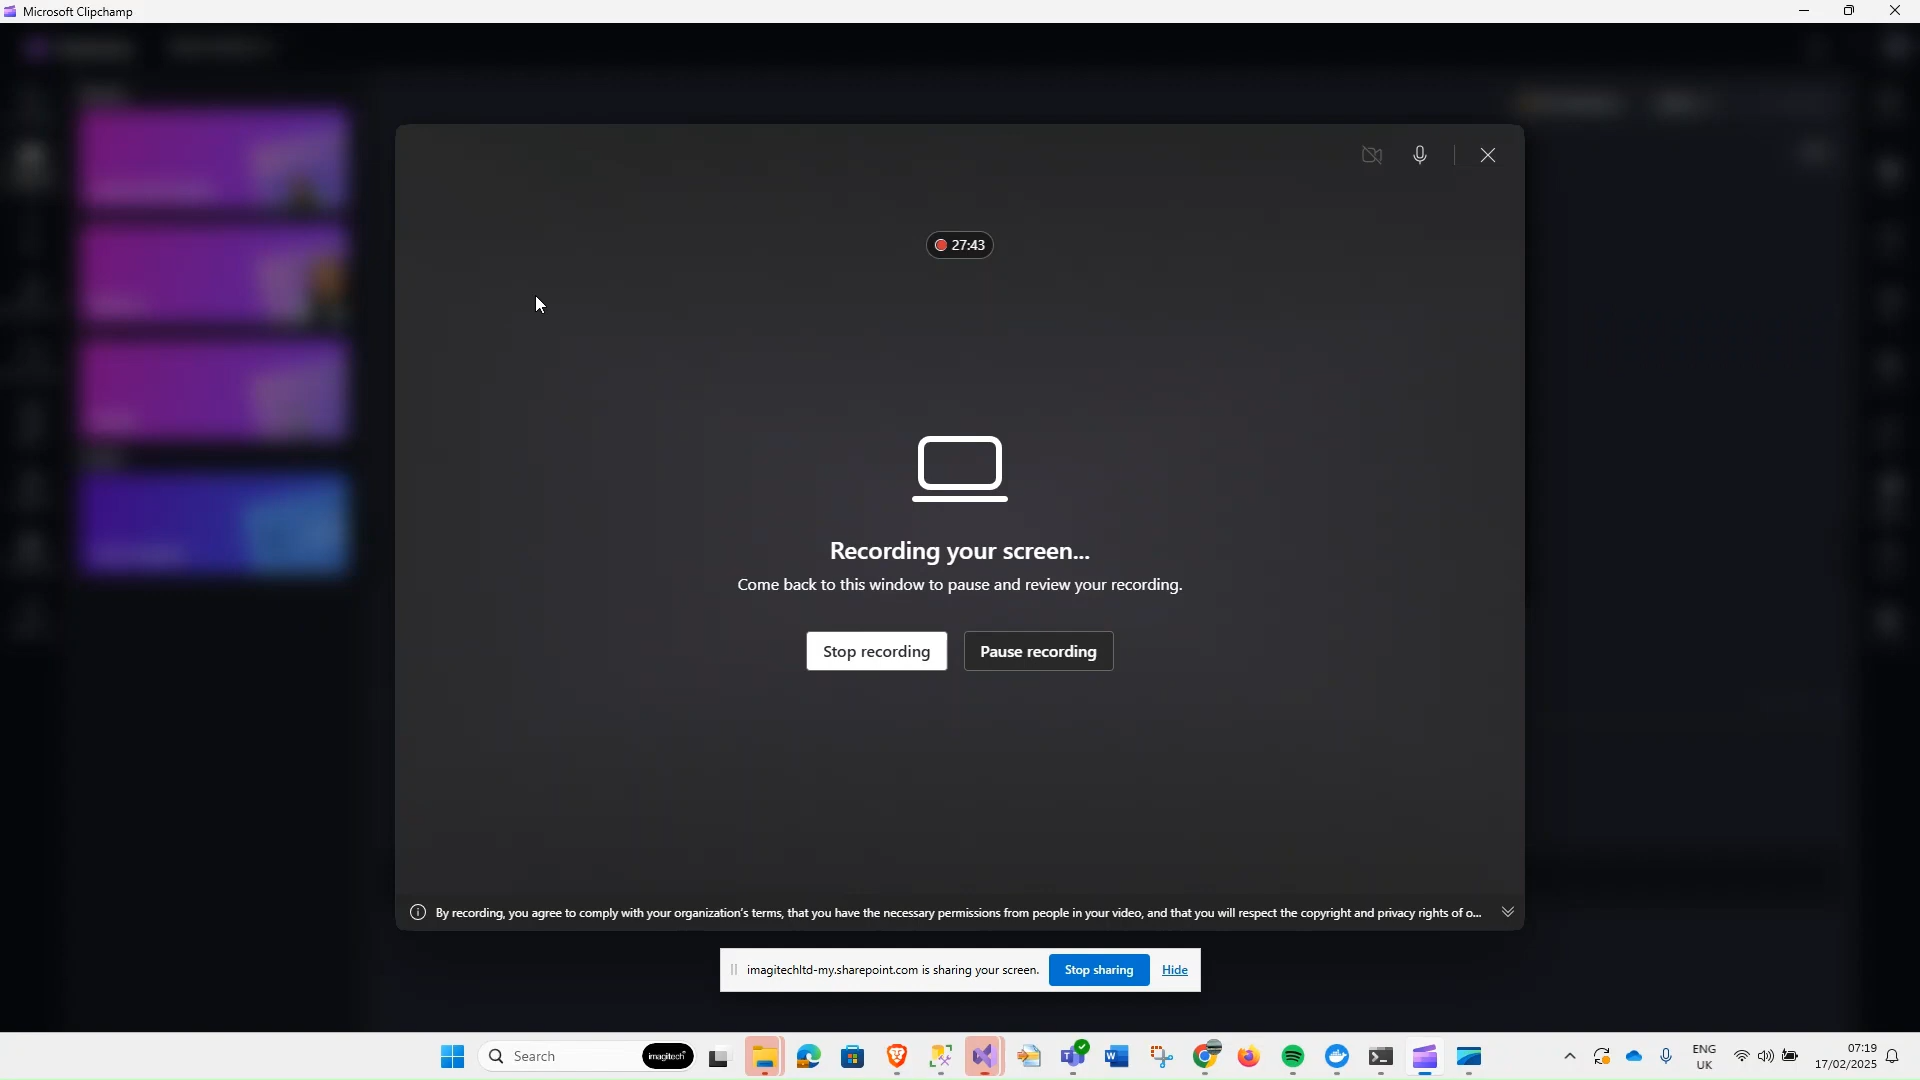 Microsoft Clipchamp
27:43
Recording your screen...
Come back to this window to pause and review your recording.
Stop recording
Pause recording
By recording, you agree to comply with your organization's terms, that you have the necessary permissions from people in your video, and that you will respect the copyright and privacy rights of o...
imagitechltd-my.sharepoint.com is sharing your screen.
Stop sharing
Hide
Search
imagitech
ENG
UK
07:19
17/02/2025